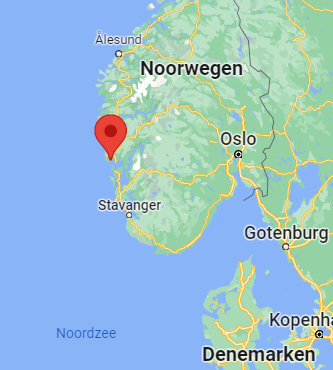 Ålesund
Noorwegen
Oslo
Stavanger
Gotenburg
Noordzee
Kopenha
Denemarken